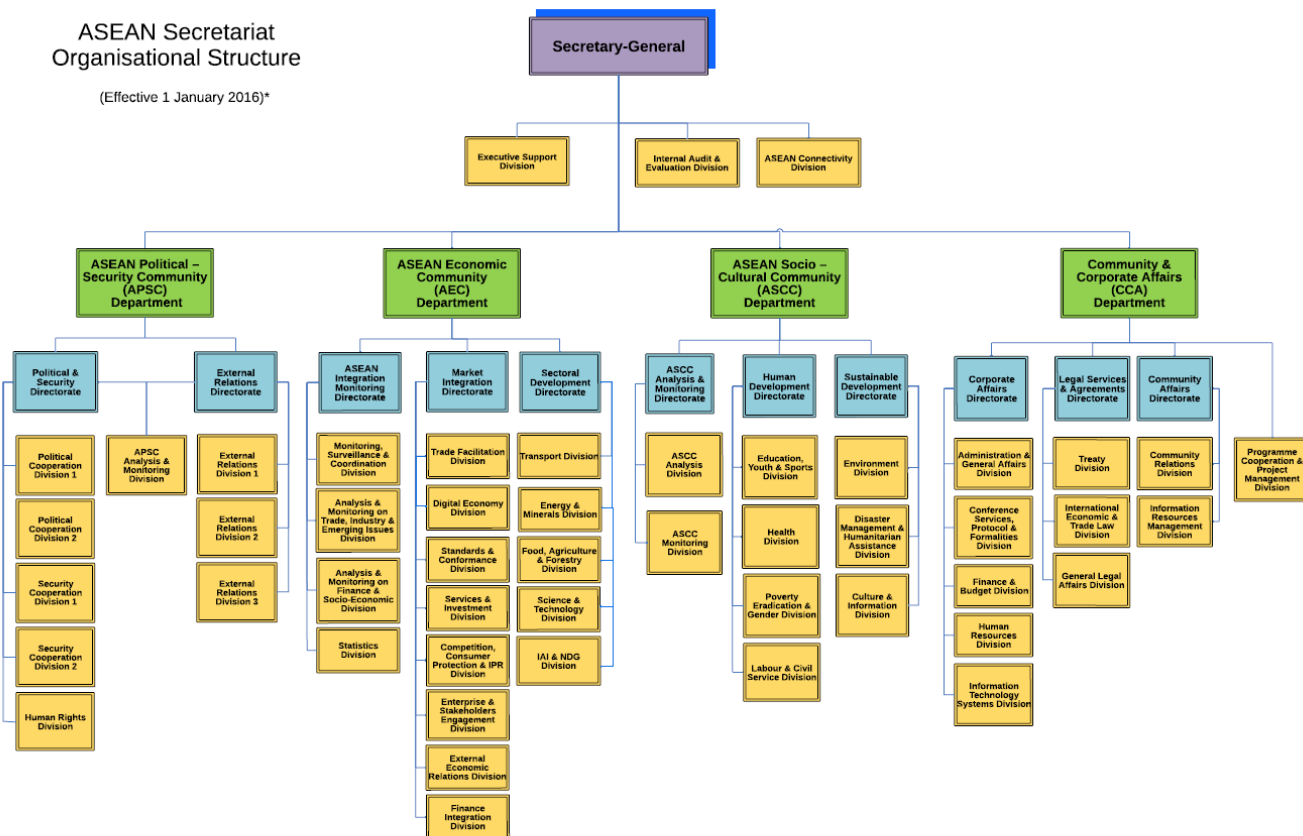 ASEAN Secretariat
Organisational Structure
(Effective 1 January 2016)*
Secretary-General
Executive Support
Division
Internal Audit &
Evaluation Division
ASEAN Connectivity
Division
ASEAN Political –
Security Community
(APSC)
Department
ASEAN Economic
Community
(AEC)
Department
ASEAN Socio –
Cultural Community
(ASCC)
Department
Community &
Corporate Affairs
(CCA)
Department
Political &
Security
Directorate
External
Relations
Directorate
ASEAN
Integration
Monitoring
Directorate
Market
Integration
Directorate
Sectoral
Development
Directorate
ASCC
Analysis &
Monitoring
Directorate
Human
Development
Directorate
Sustainable
Development
Directorate
Corporate
Affairs
Directorate
Legal Services
& Agreements
Directorate
Community
Affairs
Directorate
Political
Cooperation
Division 1
Political
Cooperation
Division 2
Security
Cooperation
Division 1
Security
Cooperation
Division 2
Human Rights
Division
APSC
Analysis &
Monitoring
Division
External
Relations
Division 1
External
Relations
Division 2
External
Relations
Division 3
Monitoring,
Surveillance &
Coordination
Division
Analysis &
Monitoring on
Trade, Industry &
Emerging Issues
Division
Analysis &
Monitoring on
Finance &
Socio-Economic
Division
Statistics
Division
Trade Facilitation
Division
Digital Economy
Division
Standards &
Conformance
Division
Services &
Investment
Division
Competition,
Consumer
Protection & IPR
Division
Enterprise &
Stakeholders
Engagement
Division
External
Economic
Relations Division
Finance
Integration
Division
Transport Division
Energy &
Minerals Division
Food, Agriculture
& Forestry
Division
Science &
Technology
Division
IAI & NDG
Division
ASCC
Analysis
Division
ASCC
Monitoring
Division
Education,
Youth & Sports
Division
Health
Division
Poverty
Eradication &
Gender Division
Labour & Civil
Service Division
Environment
Division
Disaster
Management &
Humanitarian
Assistance
Division
Culture &
Information
Division
Administration &
General Affairs
Division
Conference
Services,
Protocol &
Formalities
Division
Finance &
Budget Division
Human
Resources
Division
Information
Technology
Systems Division
Treaty
Division
International
Economic &
Trade Law
Division
General Legal
Affairs Division
Community
Relations
Division
Information
Resources
Management
Division
Programme
Cooperation &
Project
Management
Division